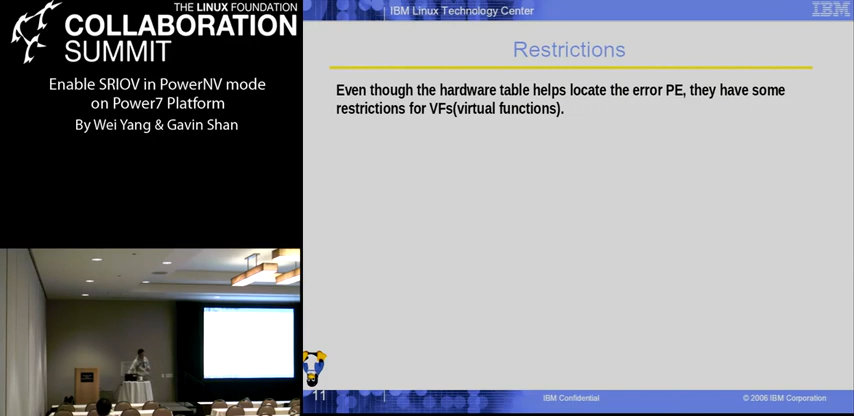 THE LINUX FOUNDATION
COLLABORATION
SUMMIT
Enable SRIOV in PowerNV mode
on Power7 Platform
By Wei Yang & Gavin Shan
IBM Linux Technology Center
IBM
Restrictions
Even though the hardware table helps locate the error PE, they have some
restrictions for VFs(virtual functions).
11
IBM Confidential
© 2006 IBM Corporation